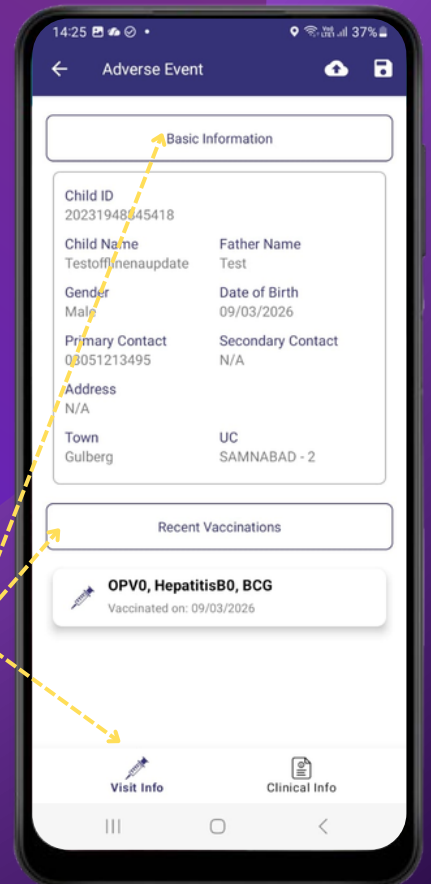 14:25 37%
Adverse Event
Basic Information
Child ID
20231948845418
Child Name Father Name
Testofflinenaupdate Test
Gender Date of Birth
Male 09/03/2026
Primary Contact Secondary Contact
03051213495 N/A
Address
N/A
Town UC
Gulberg SAMNABAD - 2
Recent Vaccinations
OPV0, HepatitisB0, BCG
Vaccinated on: 09/03/2026
Visit Info Clinical Info